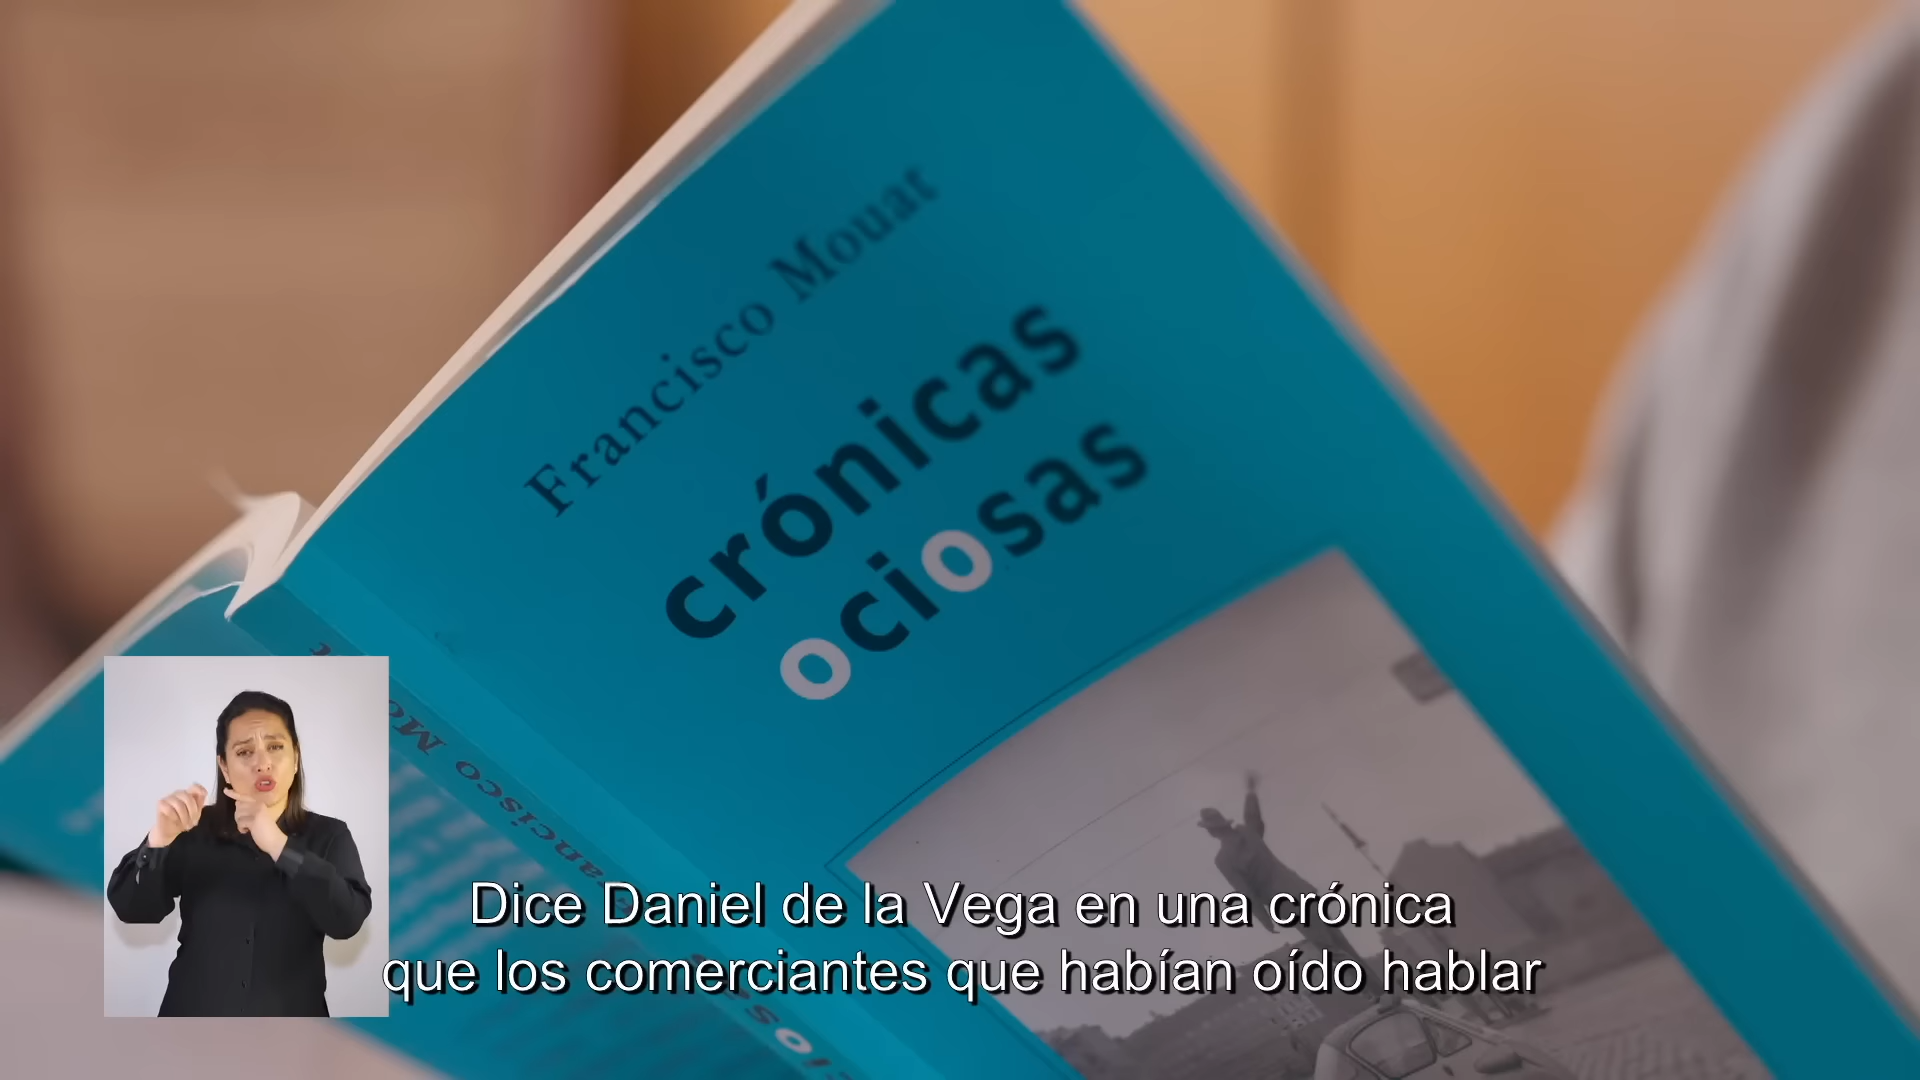 Francisco Mouat
crónicas
ociosas
Dice Daniel de la Vega en una crónica
que los comerciantes que habían oído hablar